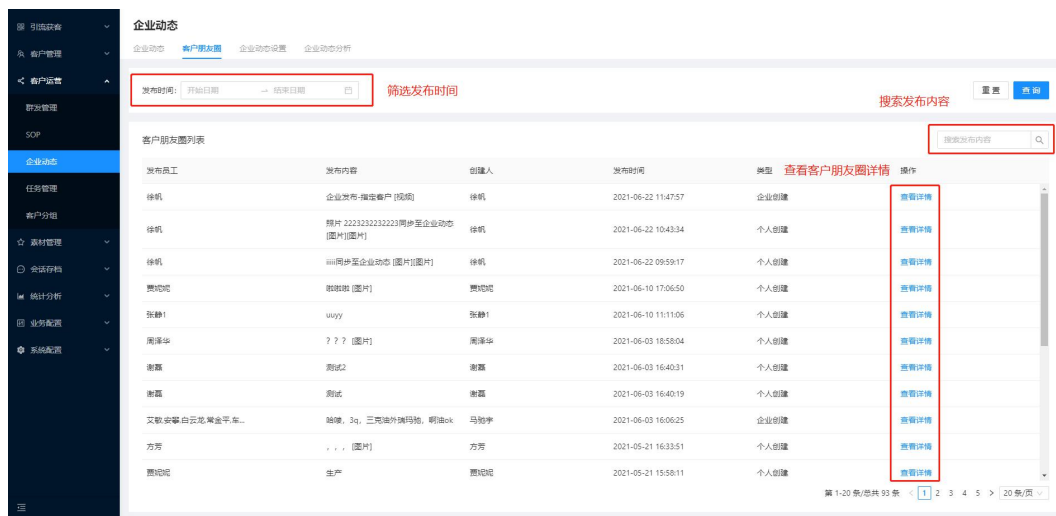 引流获客
客户管理
客户运营
群发管理
SOP
企业动态
任务管理
客户分组
素材管理
会话存档
统计分析
业务配置
系统配置
企业动态
企业动态 客户朋友圈 企业动态设置 企业动态分析
发布时间: 开始日期 → 结束日期 筛选发布时间 重置 查询
搜索发布内容
客户朋友圈列表 搜索发布内容
发布员工 发布内容 创建人 发布时间 类型 查看客户朋友圈详情 操作
徐帆 企业发布-指定客户 [视频] 徐帆 2021-06-22 11:47:57 企业创建 查看详情
徐帆 照片 2223232232223同步至企业动态 [图片][图片] 徐帆 2021-06-22 10:43:34 个人创建 查看详情
徐帆 iiiii同步至企业动态 [图片][图片] 徐帆 2021-06-22 09:59:17 个人创建 查看详情
贾妮妮 啦啦啦 [图片] 贾妮妮 2021-06-10 17:06:50 个人创建 查看详情
张静1 uuyy 张静1 2021-06-10 11:11:06 个人创建 查看详情
周泽华 ？？？ [图片] 周泽华 2021-06-03 18:58:04 个人创建 查看详情
谢磊 测试2 谢磊 2021-06-03 16:40:31 个人创建 查看详情
谢磊 测试 谢磊 2021-06-03 16:40:19 个人创建 查看详情
艾敏,安攀,白云龙,常金平,车... 哈喽，3q，三克油外瑞玛驰，啊油ok 马驰宇 2021-06-03 16:06:25 企业创建 查看详情
方芳 ，，， [图片] 方芳 2021-05-21 16:33:51 个人创建 查看详情
贾妮妮 生产 贾妮妮 2021-05-21 15:58:11 个人创建 查看详情
第 1-20 条/总共 93 条 < 1 2 3 4 5 > 20 条/页